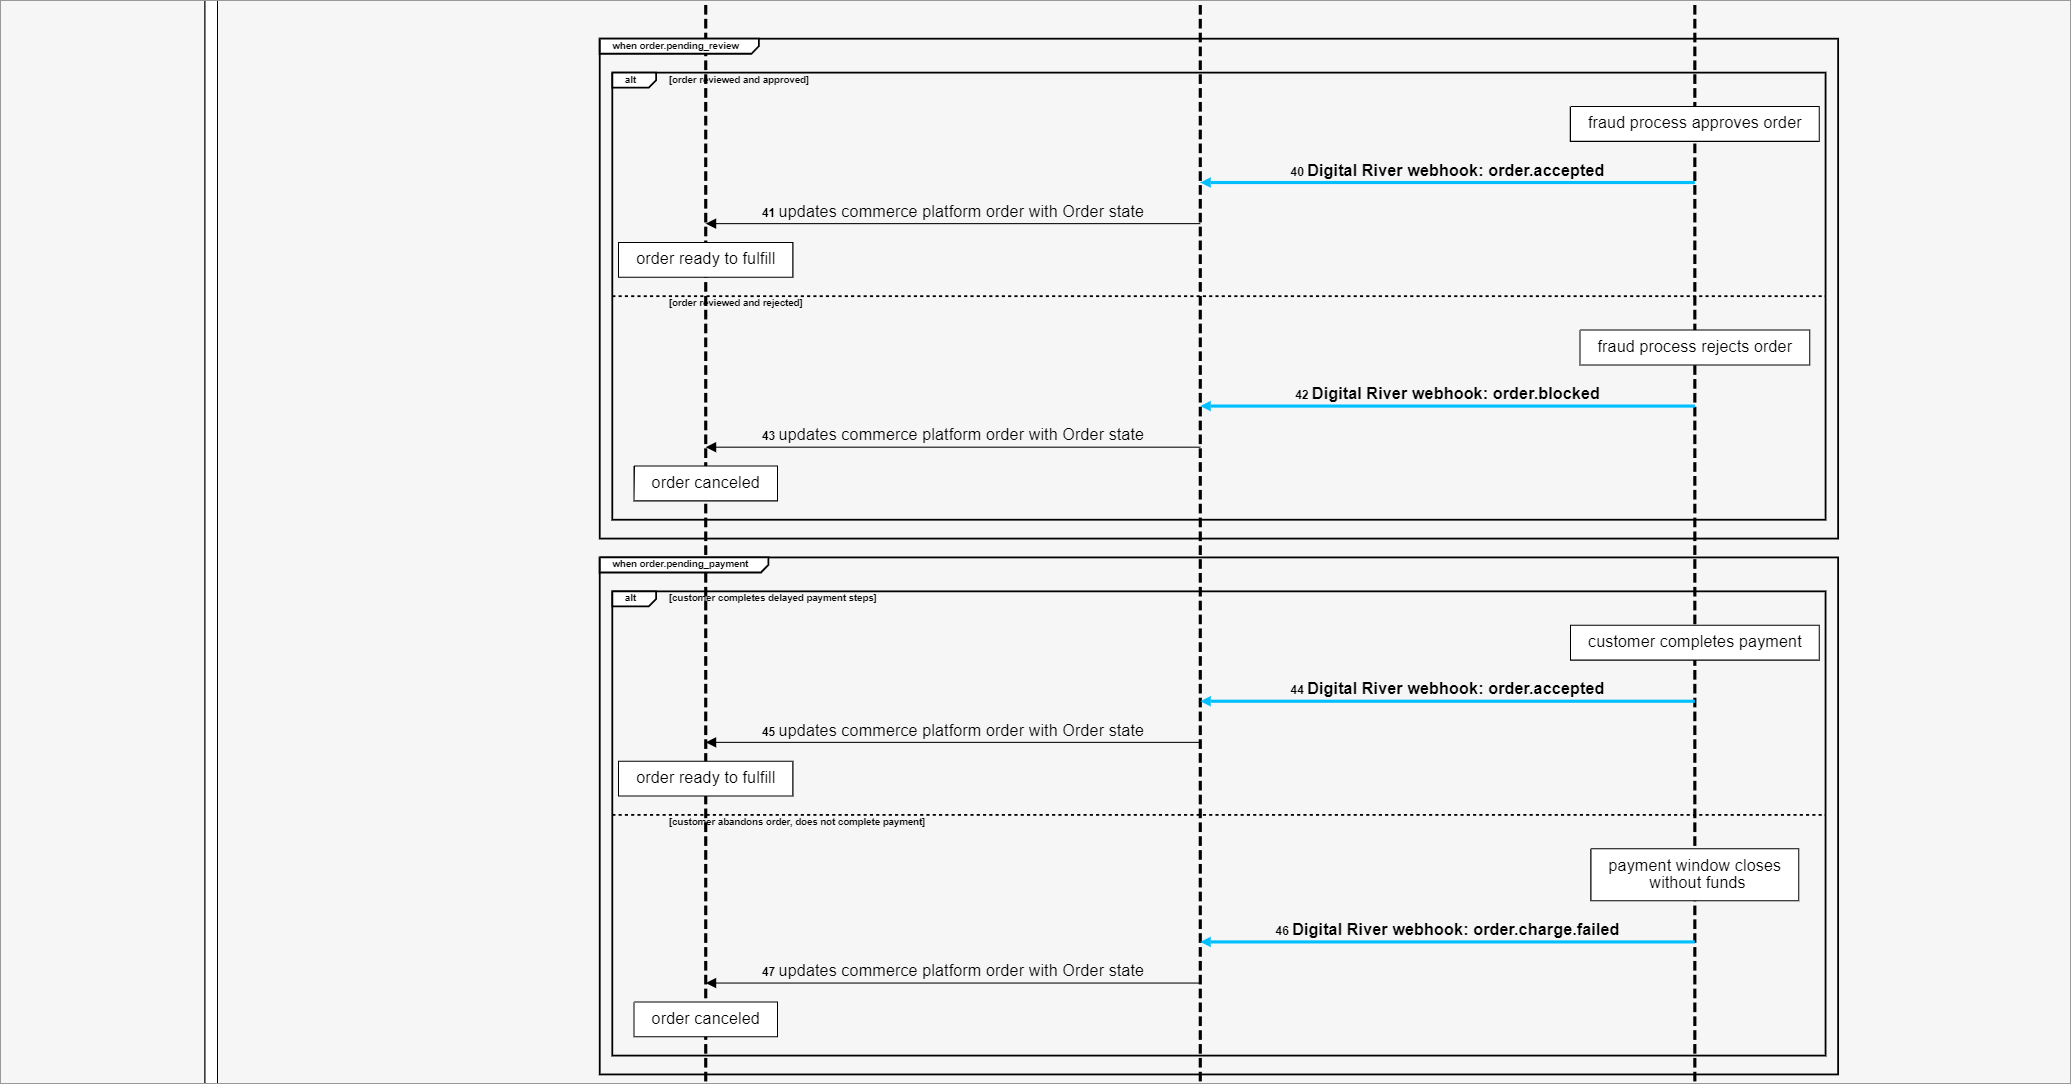 when order.pending_review
alt [order reviewed and approved]
fraud process approves order
40 Digital River webhook: order.accepted
41 updates commerce platform order with Order state
order ready to fulfill
[order reviewed and rejected]
fraud process rejects order
42 Digital River webhook: order.blocked
43 updates commerce platform order with Order state
order canceled
when order.pending_payment
alt [customer completes delayed payment steps]
customer completes payment
44 Digital River webhook: order.accepted
45 updates commerce platform order with Order state
order ready to fulfill
[customer abandons order, does not complete payment]
payment window closes
without funds
46 Digital River webhook: order.charge.failed
47 updates commerce platform order with Order state
order canceled